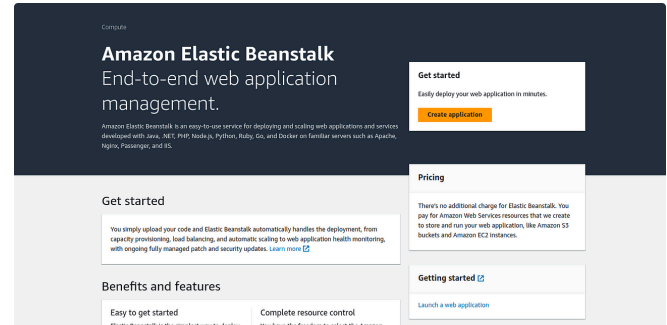 Compute
Amazon Elastic Beanstalk
End-to-end web application
management.
Amazon Elastic Beanstalk is an easy-to-use service for deploying and scaling web applications and services
developed with Java, .NET, PHP, Node.js, Python, Ruby, Go, and Docker on familiar servers such as Apache,
Nginx, Passenger, and IIS.
Get started
Easily deploy your web application in minutes.
Create application
Get started
You simply upload your code and Elastic Beanstalk automatically handles the deployment, from
capacity provisioning, load balancing, and automatic scaling to web application health monitoring,
with ongoing fully managed patch and security updates. Learn more
Pricing
There's no additional charge for Elastic Beanstalk. You
pay for Amazon Web Services resources that we create
to store and run your web application, like Amazon S3
buckets and Amazon EC2 instances.
Getting started
Launch a web application
Benefits and features
Easy to get started
Complete resource control